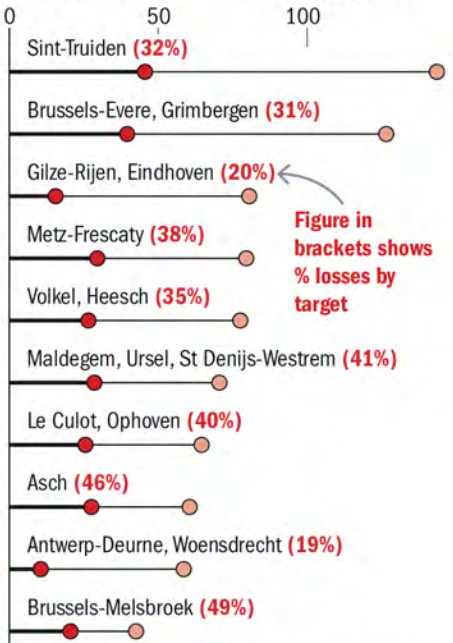 0 50 100
Sint-Truiden (32%)
Brussels-Evere, Grimbergen (31%)
Gilze-Rijen, Eindhoven (20%)
Figure in
brackets shows
% losses by
target
Metz-Frescaty (38%)
Volkel, Heesch (35%)
Maldegem, Ursel, St Denijs-Westrem (41%)
Le Culot, Ophoven (40%)
Asch (46%)
Antwerp-Deurne, Woensdrecht (19%)
Brussels-Melsbroek (49%)